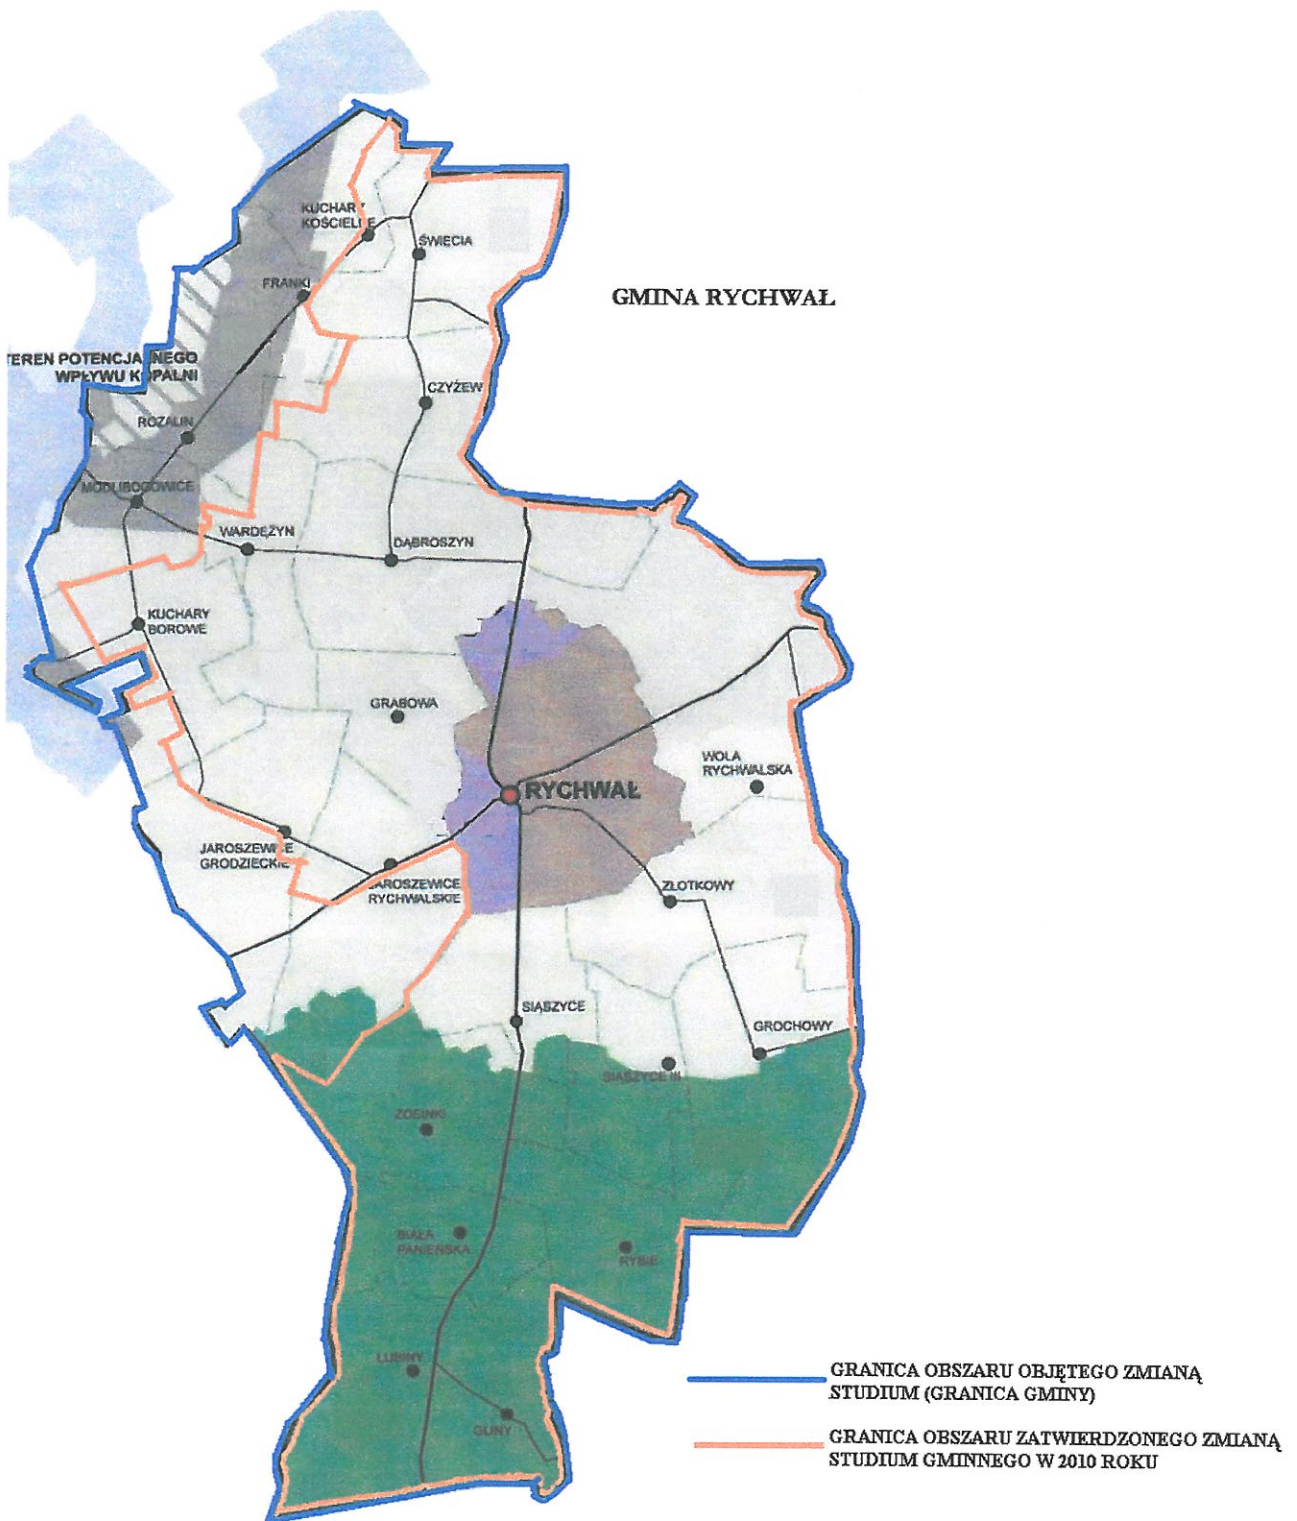 KUCHARY
KOŚCIELNE
ŚWIĘCIA
FRANKI
GMINA RYCHWAŁ
TEREN POTENCJALNEGO
WPŁYWU KOPALNI
CZYŻEW
ROZALIN
MODLIBOGOWICE
WARDĘŻYN
DĄBROSZYN
KUCHARY
BOROWE
GRABOWA
WOLA
RYCHWALSKA
RYCHWAŁ
JAROSZEWICE
GRODZIECKIE
JAROSZEWICE
RYCHWALSKIE
ZŁOTKOWY
SIĄSZYCE
GROCHOWY
SIĄSZYCE III
ZOSINKI
BIAŁA
PANIEŃSKA
RYBIE
LUBINY
GLINY
GRANICA OBSZARU OBJĘTEGO ZMIANĄ
STUDIUM (GRANICA GMINY)
GRANICA OBSZARU ZATWIERDZONEGO ZMIANĄ
STUDIUM GMINNEGO W 2010 ROKU